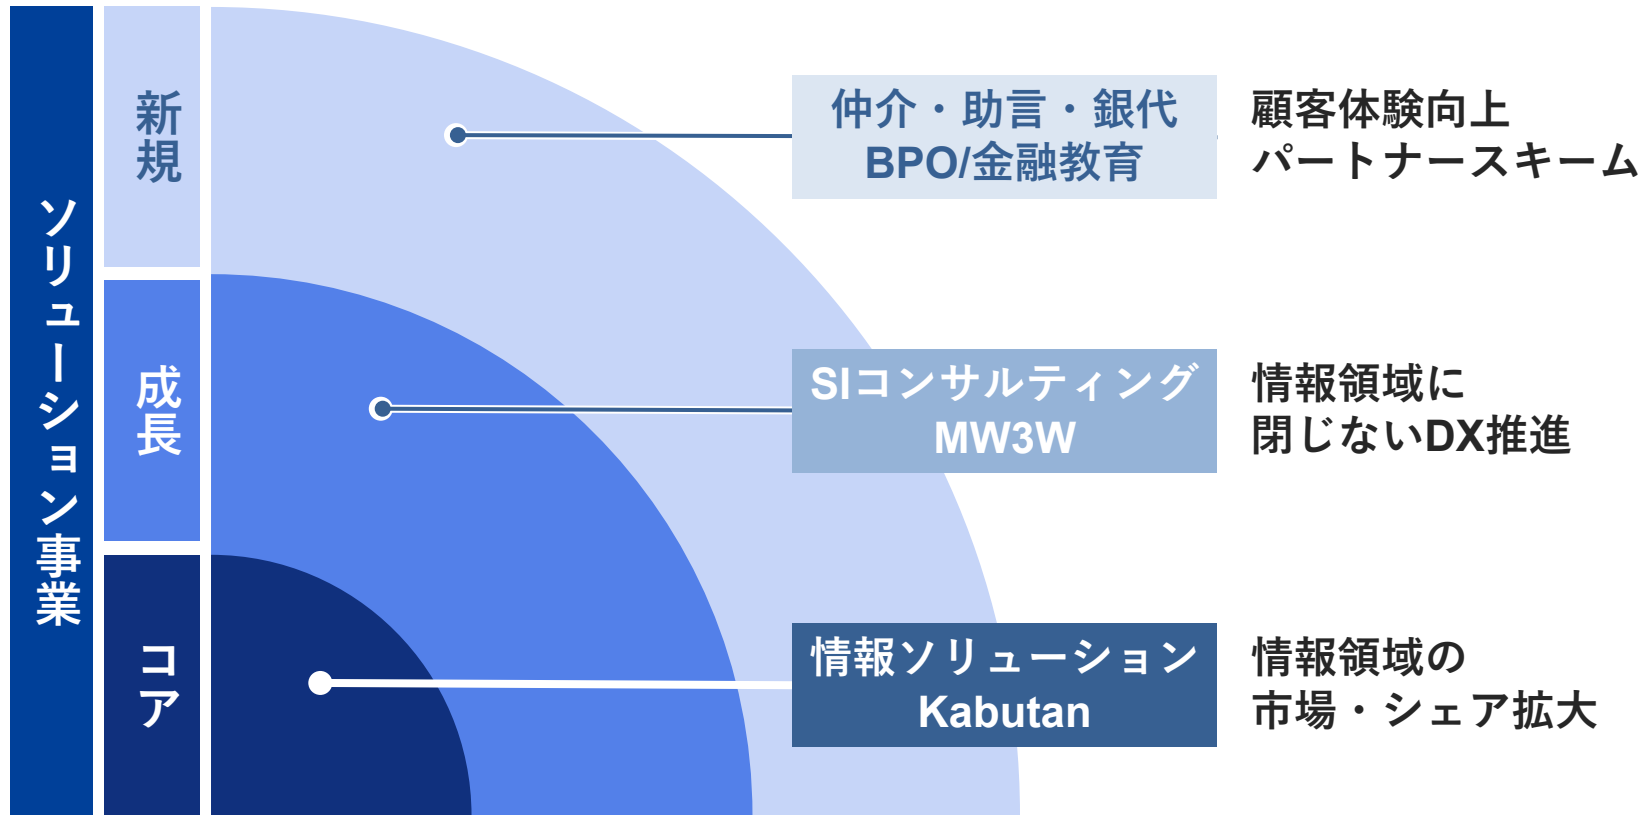 ソリューション事業
新規
仲介・助言・銀代
BPO/金融教育
顧客体験向上
パートナースキーム
成長
SIコンサルティング
MW3W
情報領域に
閉じないDX推進
コア
情報ソリューション
Kabutan
情報領域の
市場・シェア拡大